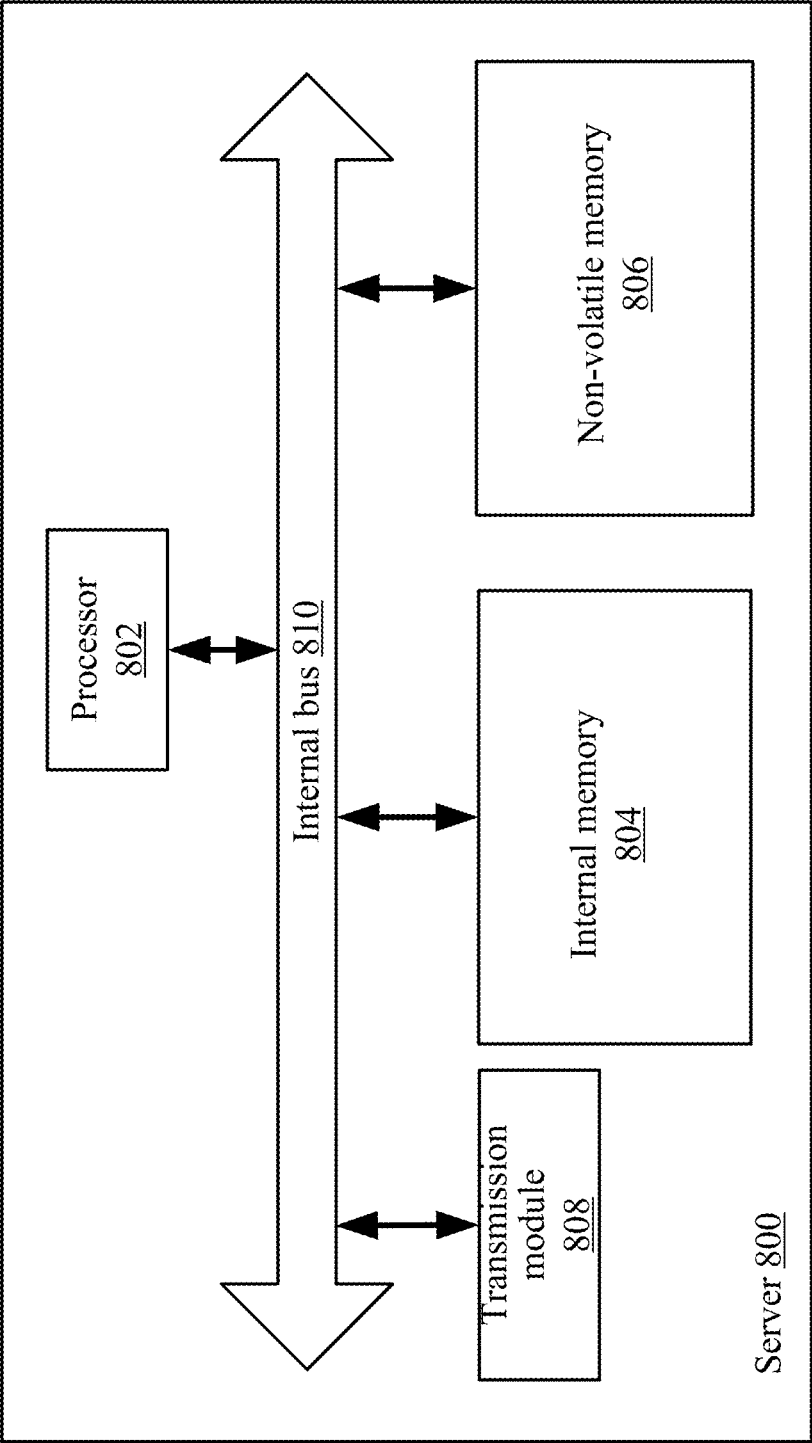 Processor
802
Internal bus 810
Transmission
module
808
Internal memory
804
Non-volatile memory
806
Server 800